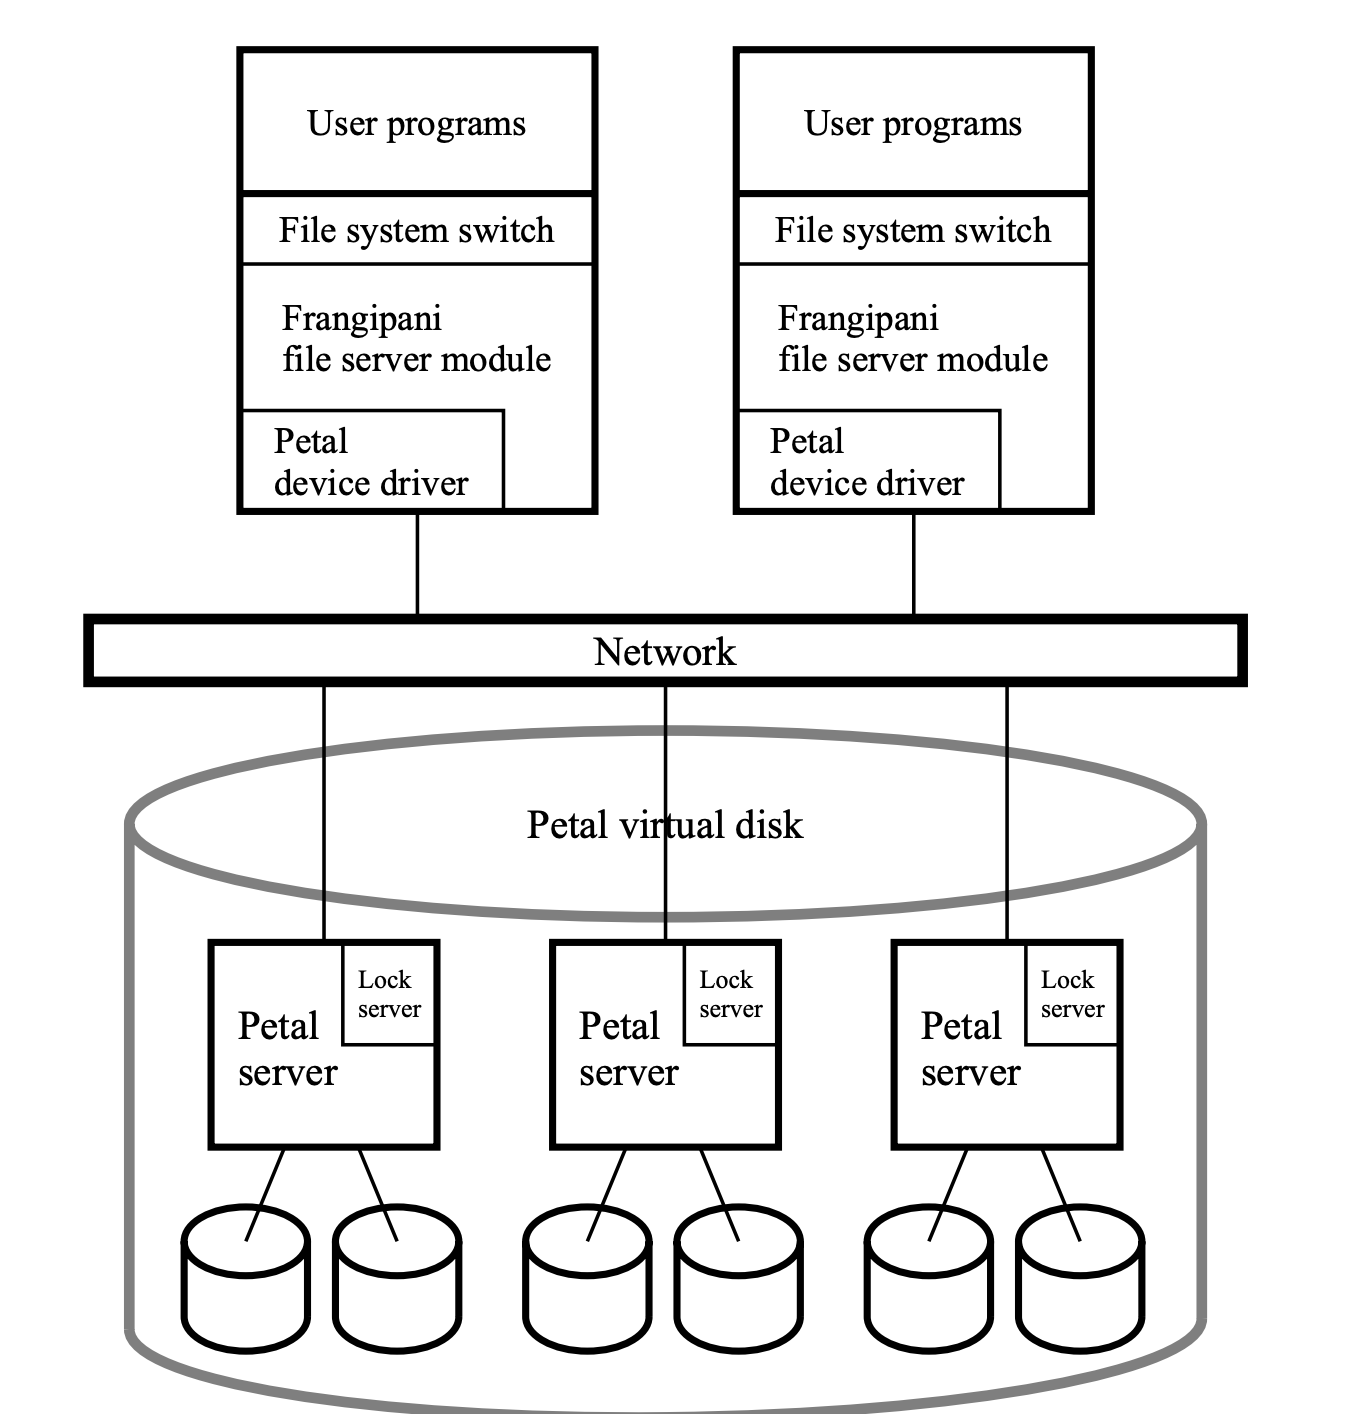 User programs
File system switch
Frangipani
file server module
Petal
device driver
User programs
File system switch
Frangipani
file server module
Petal
device driver
Network
Petal virtual disk
Petal
server
Lock
server
Petal
server
Lock
server
Petal
server
Lock
server